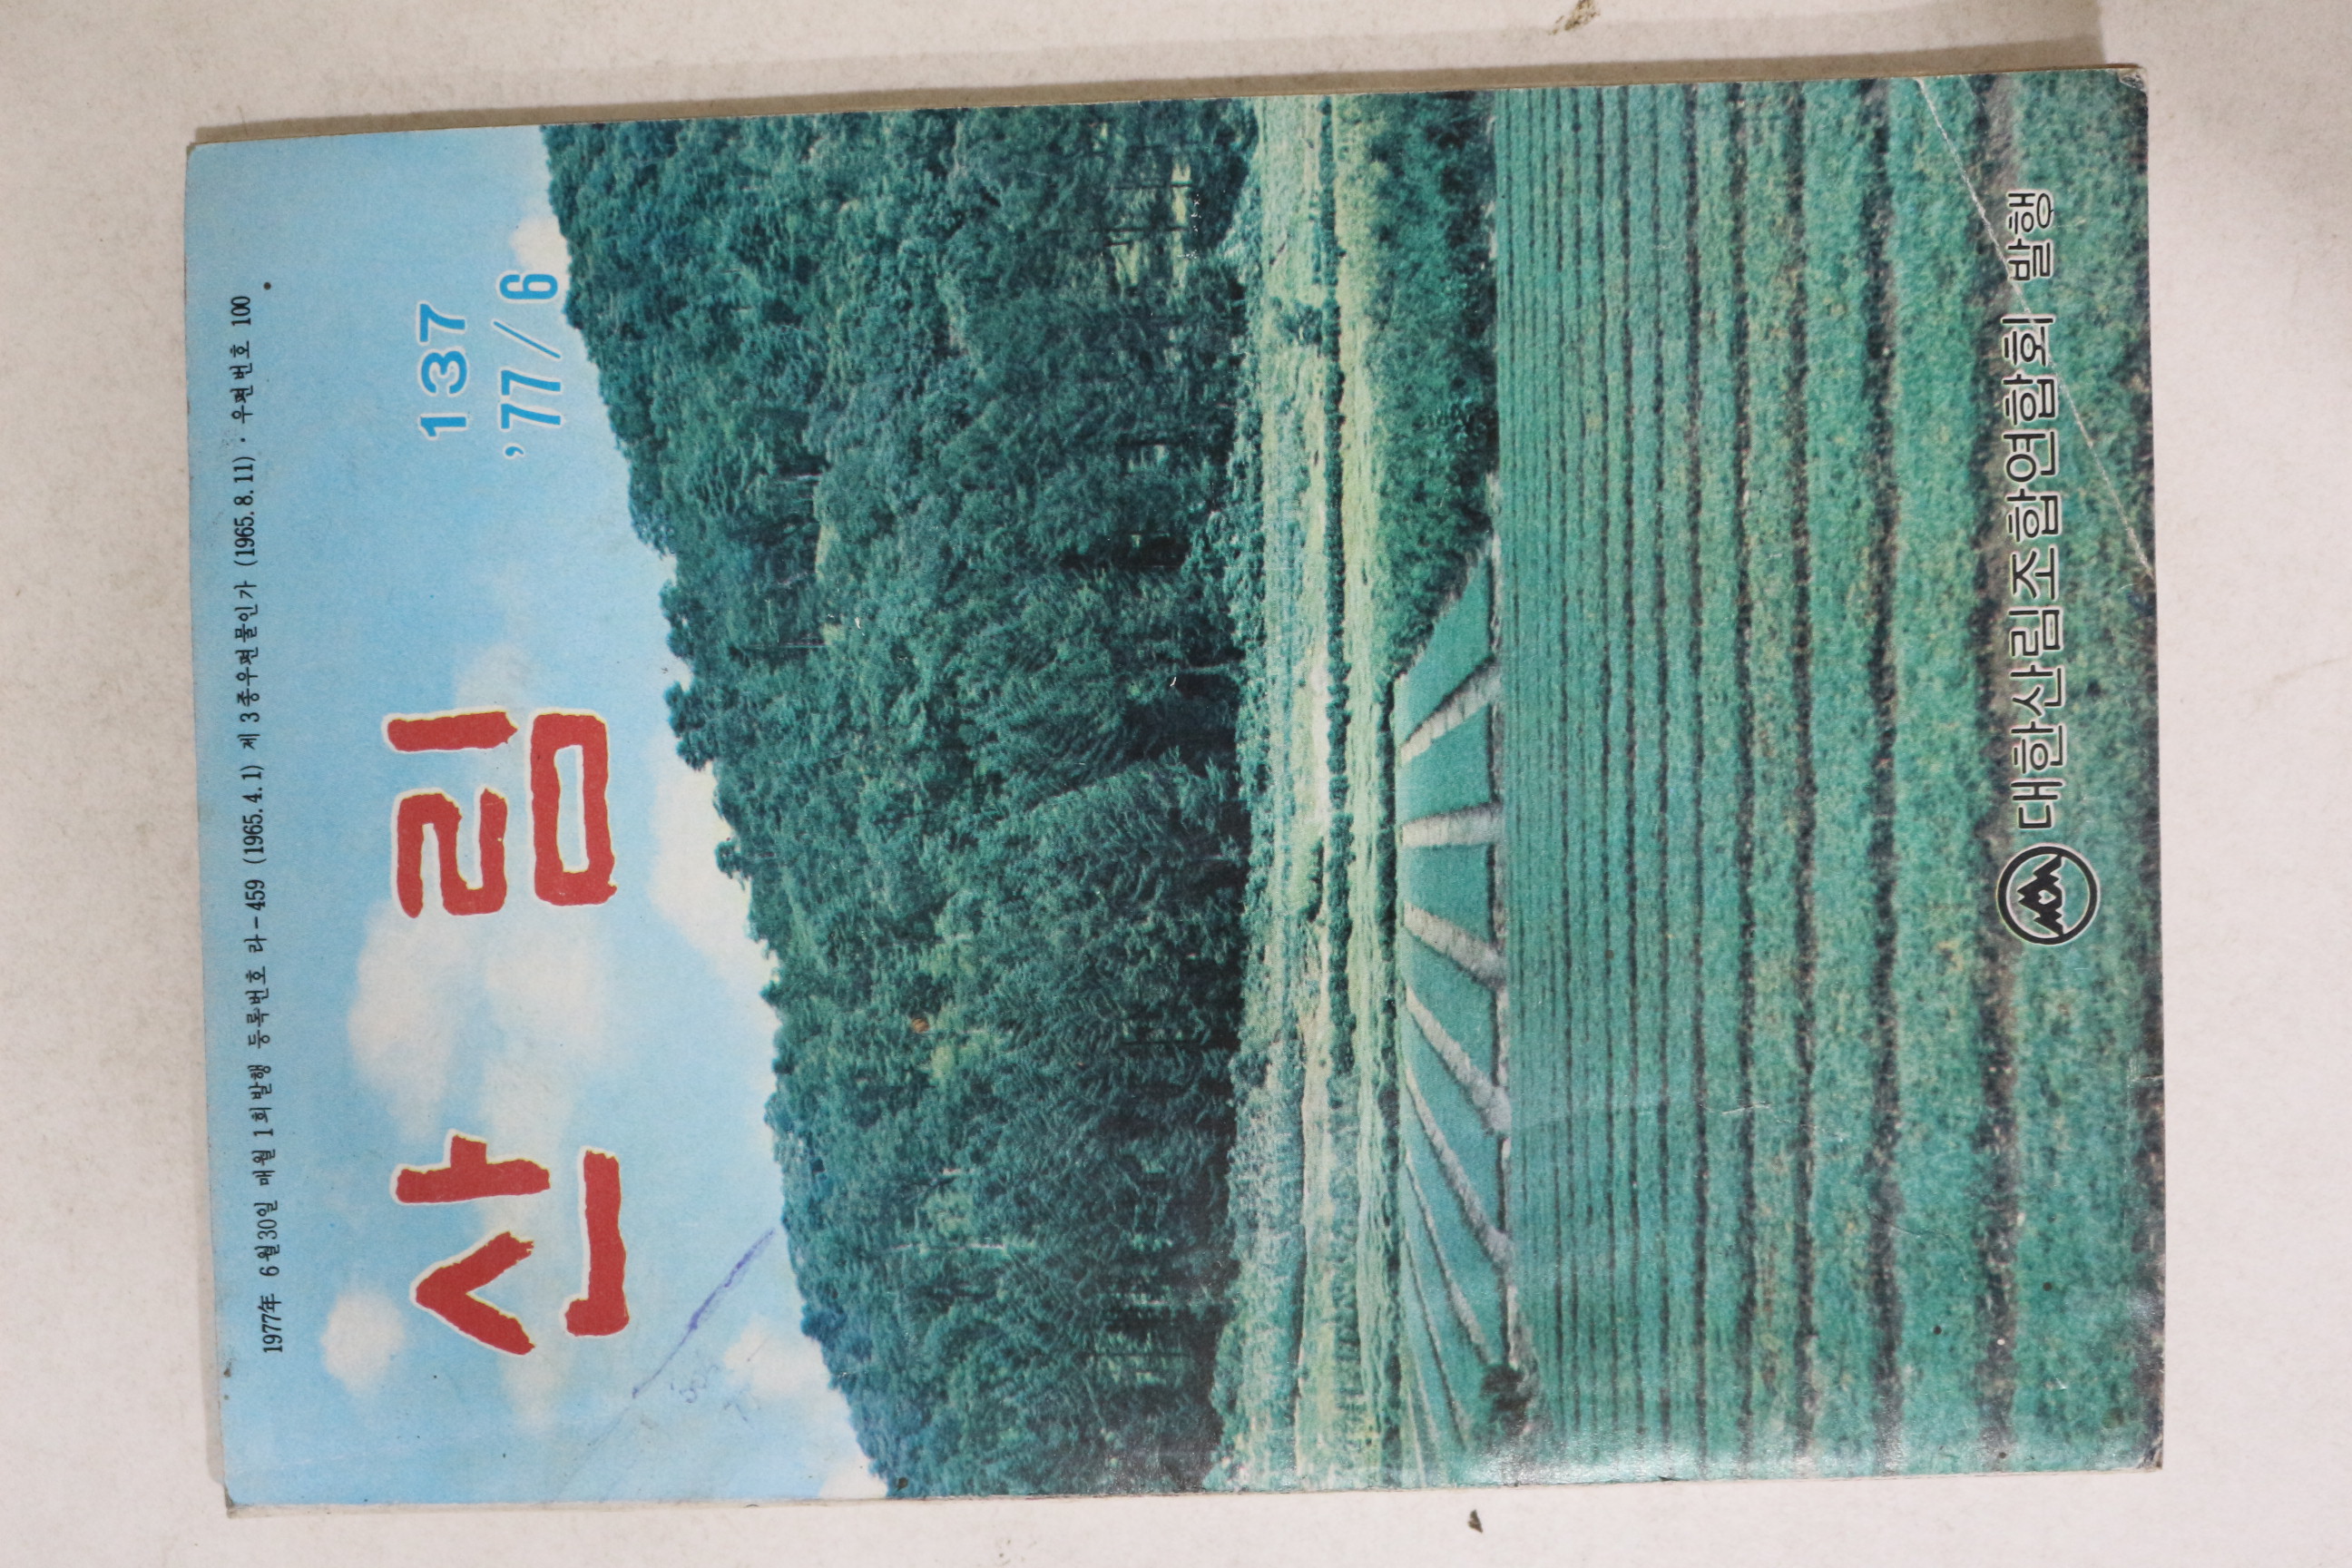 1977年 6월30일 매월 1회발행 등록번호 라-459 (1965.4.1) 제 3종우편물인가 (1965.8.11)·우편번호 100
산림
137
'77/6
대한산림조합연합회 발행